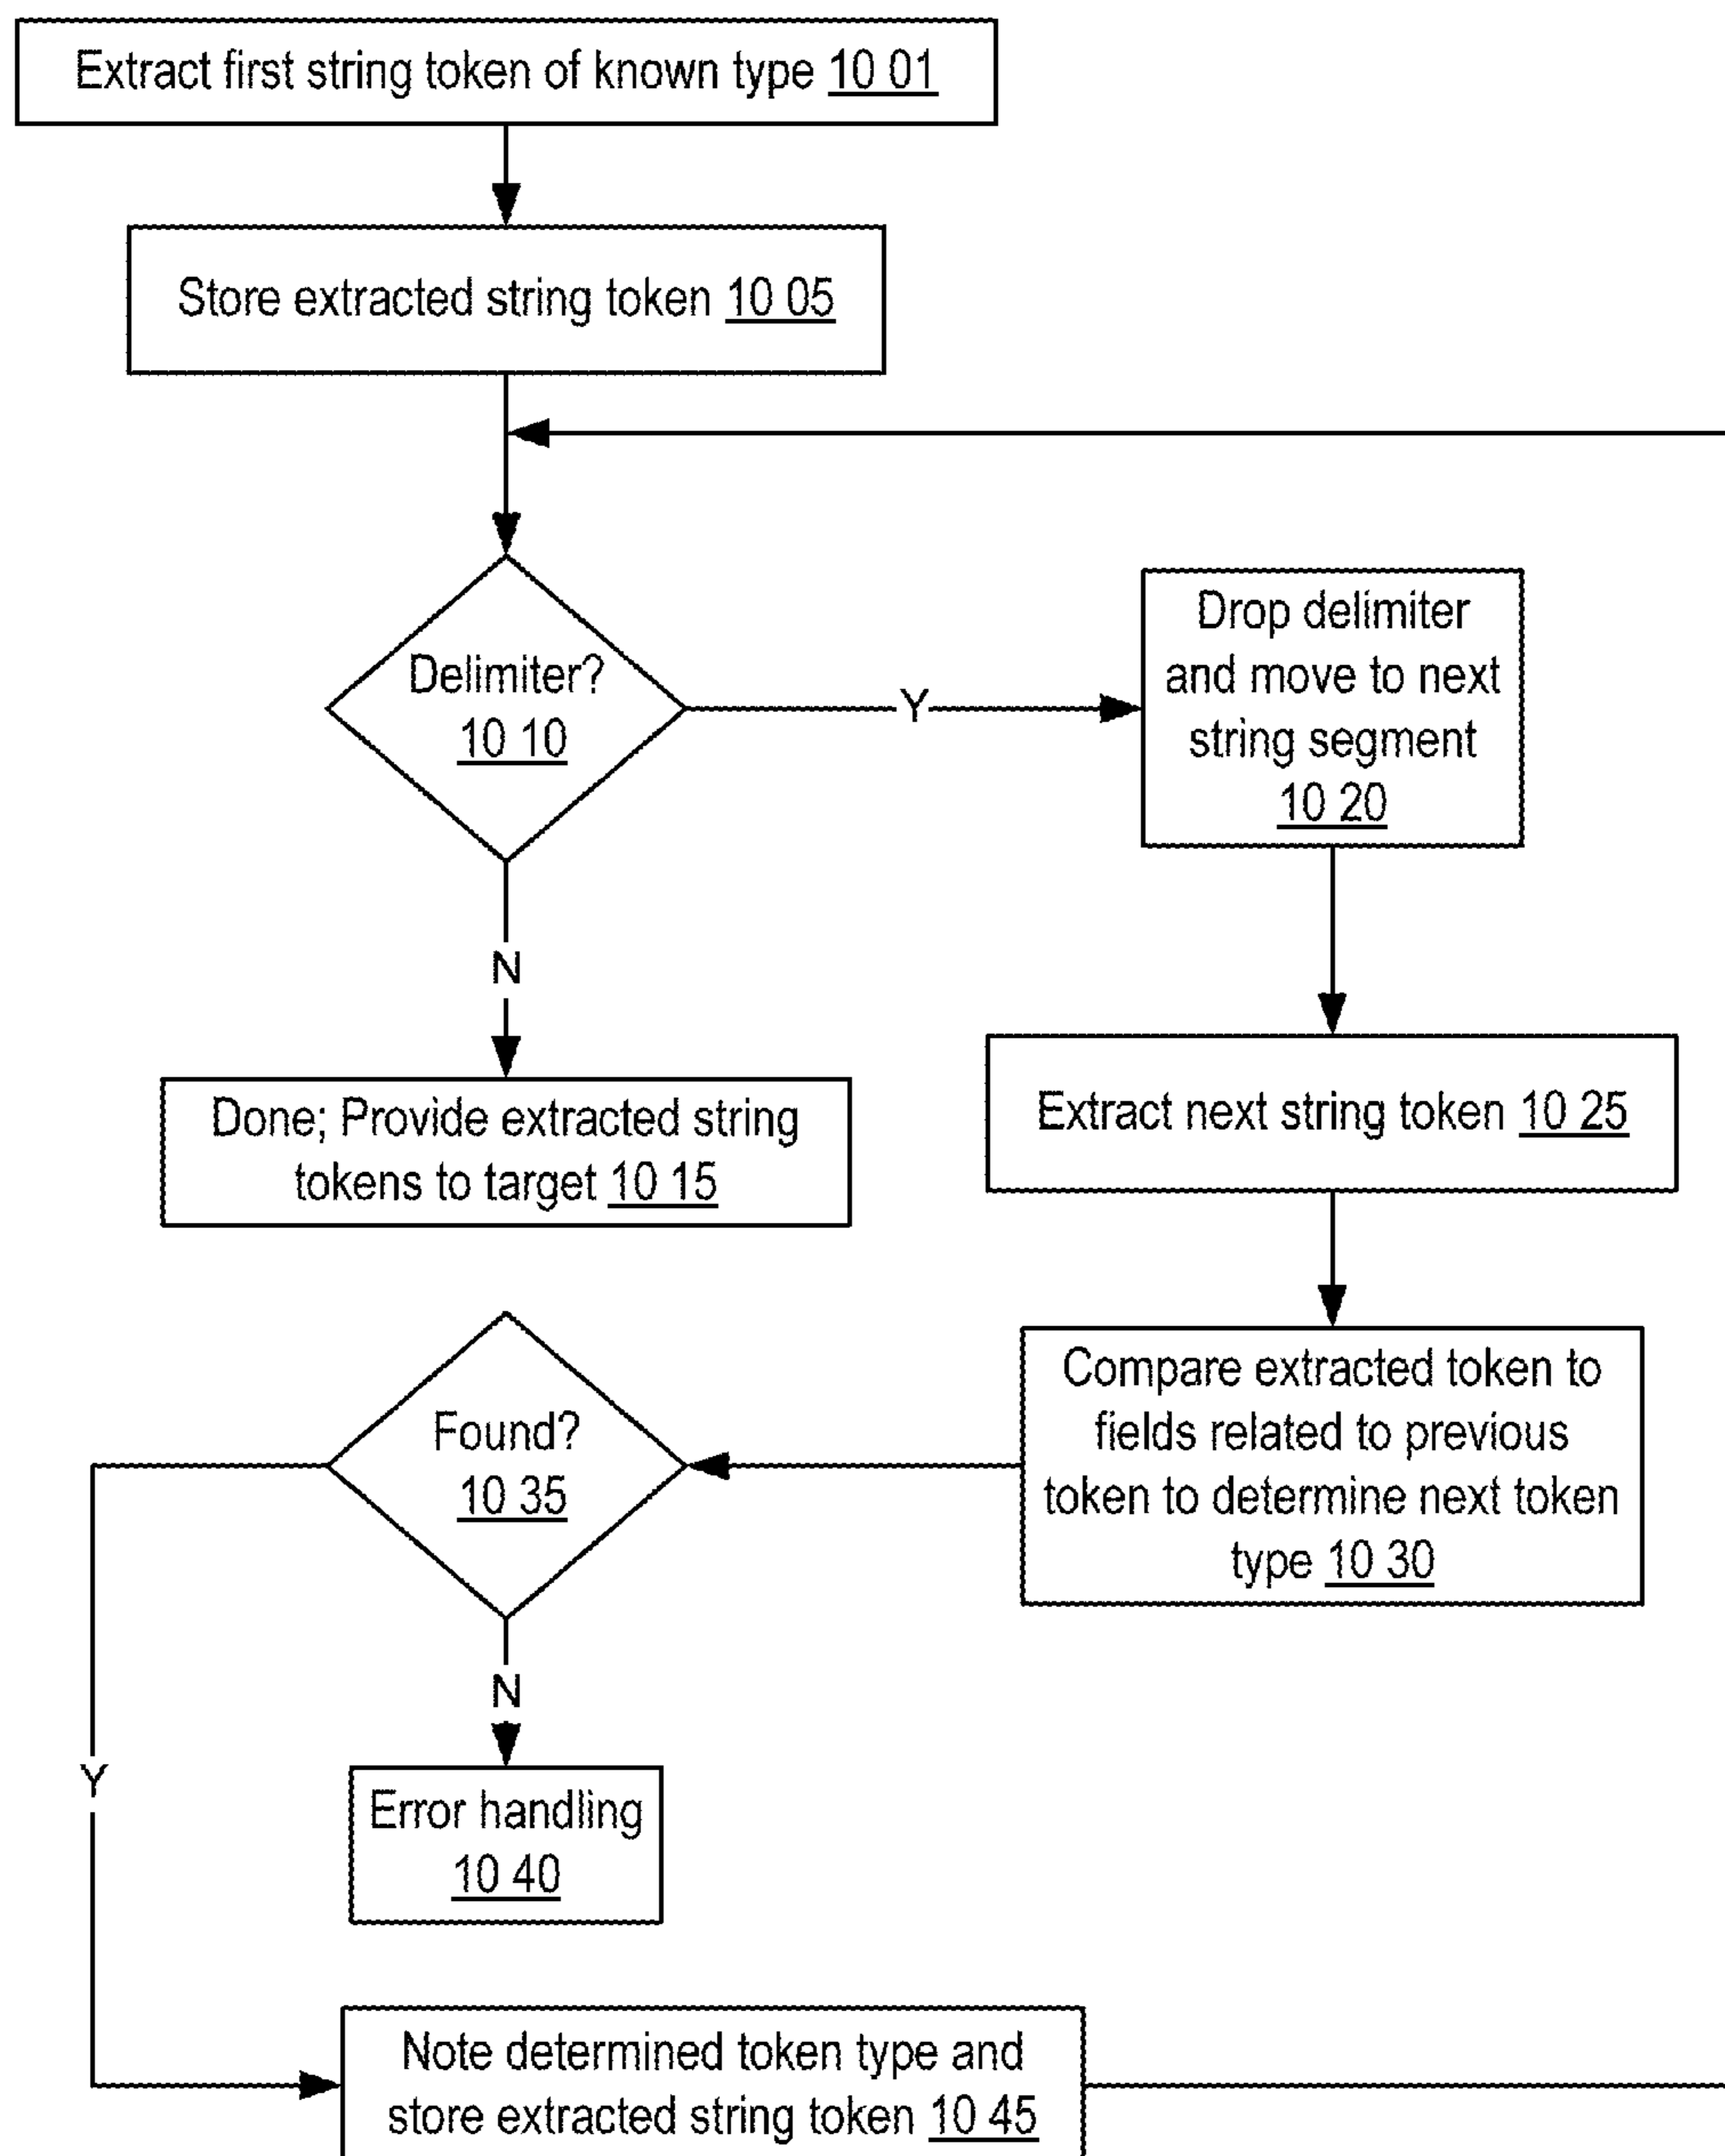 Extract first string token of known type 10 01
Store extracted string token 10 05
Delimiter?
10 10
Y
Drop delimiter
and move to next
string segment
10 20
N
Done; Provide extracted string
tokens to target 10 15
Extract next string token 10 25
Compare extracted token to
fields related to previous
token to determine next token
type 10 30
Found?
10 35
N
Y
Error handling
10 40
Note determined token type and
store extracted string token 10 45